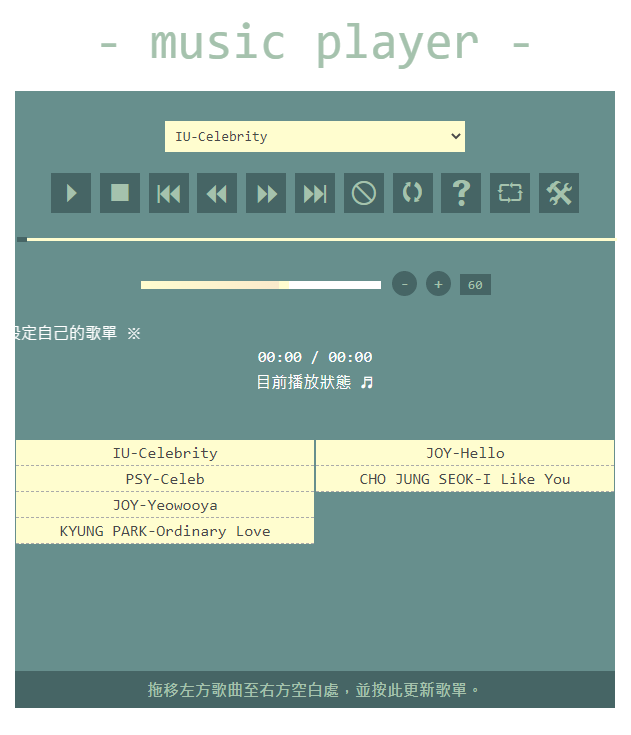 - music player -
IU-Celebrity
?
- + 60
設定自己的歌單 ※
00:00 / 00:00
目前播放狀態 ♬
IU-Celebrity
JOY-Hello
PSY-Celeb
CHO JUNG SEOK-I Like You
JOY-Yeowooya
KYUNG PARK-Ordinary Love
拖移左方歌曲至右方空白處，並按此更新歌單。